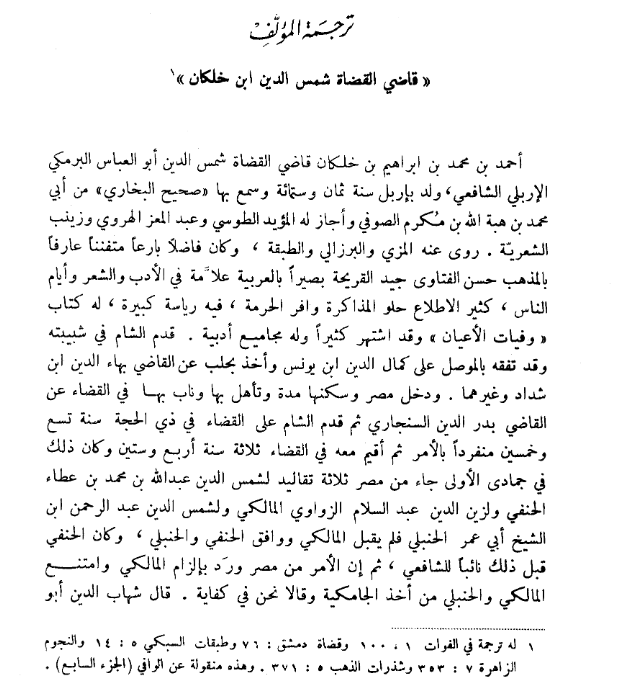 ترجمة المؤلف
« قاضي القضاة شمس الدين ابن خلكان »١
أحمد بن محمد بن ابراهيم بن خلكان قاضي القضاة شمس الدين أبو العباس البرمكي
الإربلي الشافعي، ولد بإربل سنة ثمان وستمائة وسمع بها «صحيح البخاري» من أبي
محمد بن هبة الله بن مُكرم الصوفي وأجاز له المؤيد الطوسي وعبد المعز الهروي وزينب
الشعريّة . روى عنه المزي والبرزالي والطبقة ، وكان فاضلاً بارعاً متفنناً عارفاً
بالمذهب حسن الفتاوى جيد القريحة بصيراً بالعربية علاّمة في الأدب والشعر وأيام
الناس ، كثير الاطلاع حلو المذاكرة وافر الحرمة ، فيه رياسة كبيرة ، له كتاب
« وفيات الأعيان » وقد اشتهر كثيراً وله مجاميع أدبية . قدم الشام في شبيبته
وقد تفقه بالموصل على كمال الدين ابن يونس وأخذ بحلب عن القاضي بهاء الدين ابن
شداد وغيرهما . ودخل مصر وسكنها مدة وتأهل بها وناب بهـا في القضاء عن
القاضي بدر الدين السنجاري ثم قدم الشام على القضاء في ذي الحجة سنة تسع
وخمسين منفرداً بالأمر ثم أقيم معه في القضاء ثلاثة سنة أربع وستين وكان ذلك
في جمادى الأولى جاء من مصر ثلاثة تقاليد لشمس الدين عبدالله بن محمد بن عطاء
الحنفي ولزين الدين عبد السلام الزواوي المالكي ولشمس الدين عبد الرحمن ابن
الشيخ أبي عمر الحنبلي فلم يقبل المالكي ووافق الحنفي والحنبلي ، وكان الحنفي
قبل ذلك نائباً للشافعي ، ثم إن الأمر من مصر ورَد بإلزام المالكي وامتنـــع
المالكي والحنبلي من أخذ الجامكية وقالا نحن في كفاية . قال شهاب الدين أبو
١ له ترجمة في الفوات ١ ، ١٠٠ وقضاة دمشق : ٧٦ وطبقات السبكي ٥ : ١٤ والنجوم
الزاهرة ٧ : ٣٥٣ وشذرات الذهب ٥ : ٣٧١ . وهذه منقولة عن الوافي (الجزء السابع) .